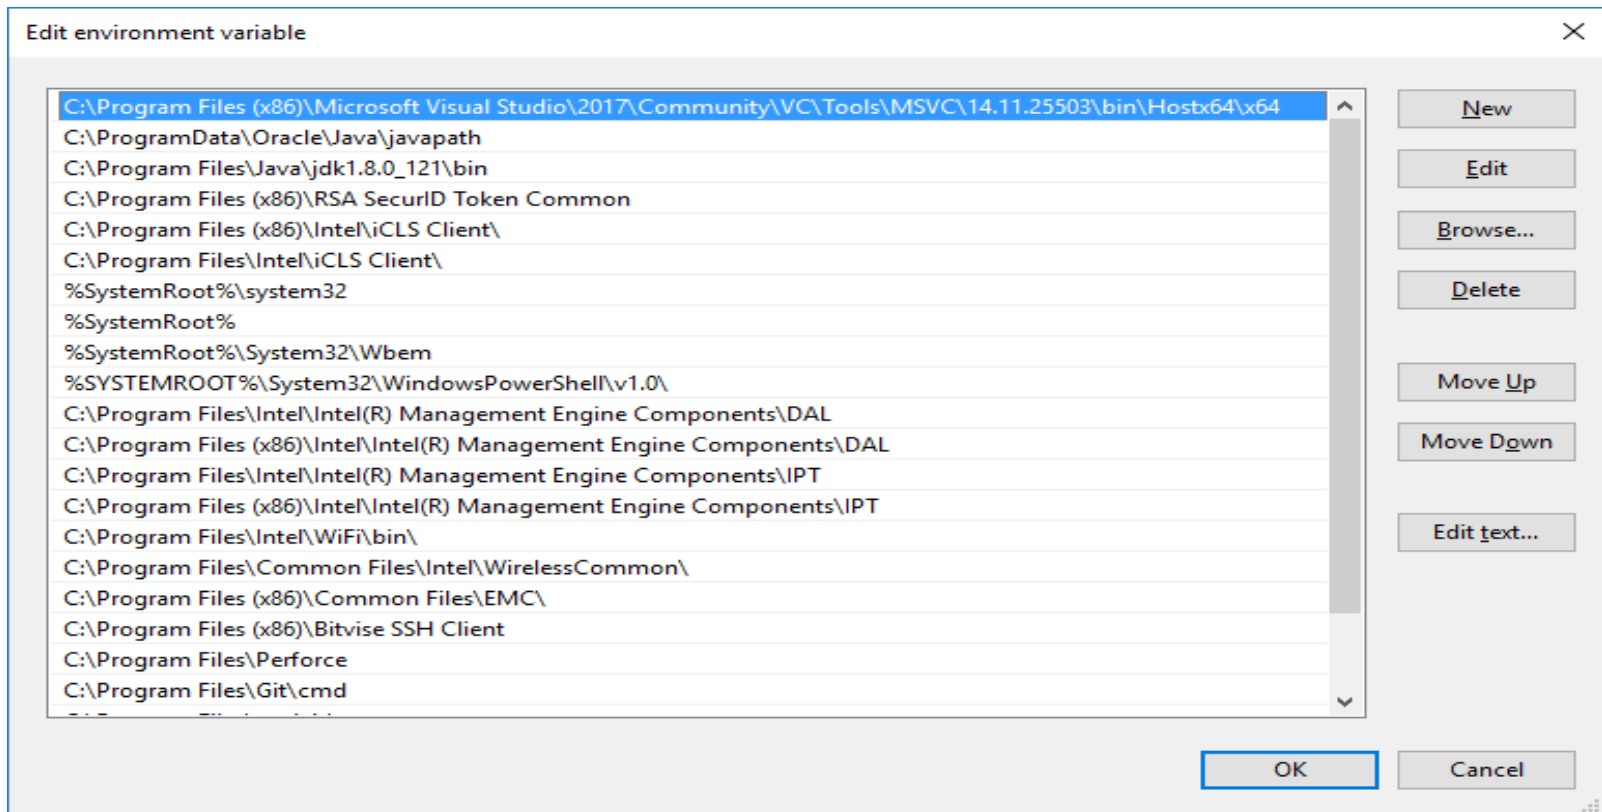 Edit environment variable
C:\Program Files (x86)\Microsoft Visual Studio\2017\Community\VC\Tools\MSVC\14.11.25503\bin\Hostx64\x64
C:\ProgramData\Oracle\Java\javapath
C:\Program Files\Java\jdk1.8.0_121\bin
C:\Program Files (x86)\RSA SecurID Token Common
C:\Program Files (x86)\Intel\iCLS Client\
C:\Program Files\Intel\iCLS Client\
%SystemRoot%\system32
%SystemRoot%
%SystemRoot%\System32\Wbem
%SYSTEMROOT%\System32\WindowsPowerShell\v1.0\
C:\Program Files\Intel\Intel(R) Management Engine Components\DAL
C:\Program Files (x86)\Intel\Intel(R) Management Engine Components\DAL
C:\Program Files\Intel\Intel(R) Management Engine Components\IPT
C:\Program Files (x86)\Intel\Intel(R) Management Engine Components\IPT
C:\Program Files\Intel\WiFi\bin\
C:\Program Files\Common Files\Intel\WirelessCommon\
C:\Program Files (x86)\Common Files\EMC\
C:\Program Files (x86)\Bitvise SSH Client
C:\Program Files\Perforce
C:\Program Files\Git\cmd
New
Edit
Browse...
Delete
Move Up
Move Down
Edit text...
OK
Cancel